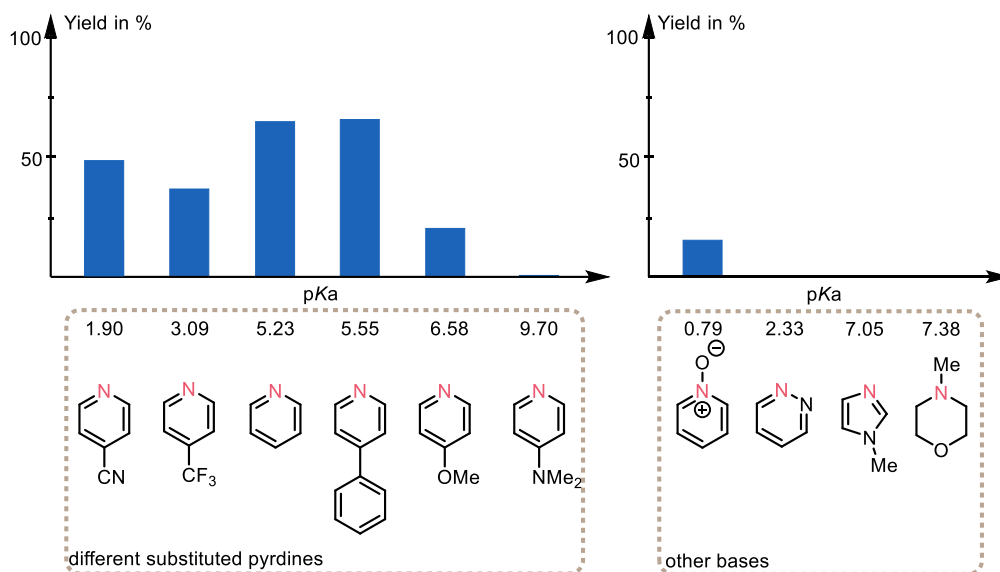 Yield in %
100
50
pKa
1.90 3.09 5.23 5.55 6.58 9.70
N N N N N N
CN CF3 OMe NMe2
different substituted pyrdines
Yield in %
100
50
pKa
0.79 2.33 7.05 7.38
O⊖ Me
N N N N
⊕ N
N O
Me
other bases